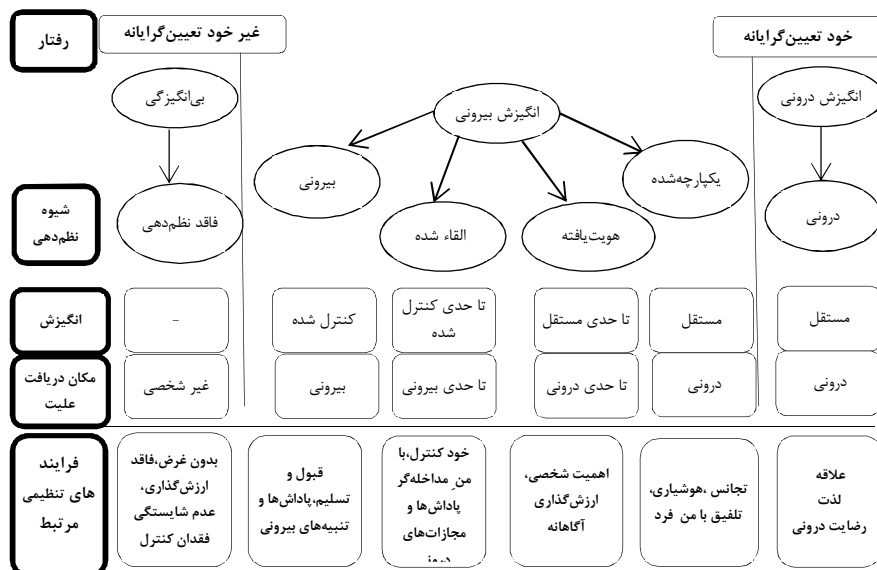 رفتار
غیر خود تعیین‌گرایانه
خود تعیین‌گرایانه
بی‌انگیزگی
انگیزش بیرونی
انگیزش درونی
بیرونی
یکپارچه‌شده
شیوه
نظم‌دهی
فاقد نظم‌دهی
القاء شده
هویت‌یافته
درونی
انگیزش
-
کنترل شده
تا حدی کنترل
شده
تا حدی مستقل
مستقل
مستقل
مکان دریافت
علیت
غیر شخصی
بیرونی
تا حدی بیرونی
تا حدی درونی
درونی
درونی
فرایند
های تنظیمی
مرتبط
بدون غرض،فاقد
ارزش‌گذاری،
عدم شایستگی
فقدان کنترل
قبول و
تسلیم،پاداش‌ها و
تنبیه‌های بیرونی
خود کنترل،با
منِ مداخله‌گر
پاداش‌ها و
مجازات‌های
اهمیت شخصی،
ارزش‌گذاری
آگاهانه
تجانس ،هوشیاری،
تلفیق با من فرد
علاقه
لذت
رضایت درونی